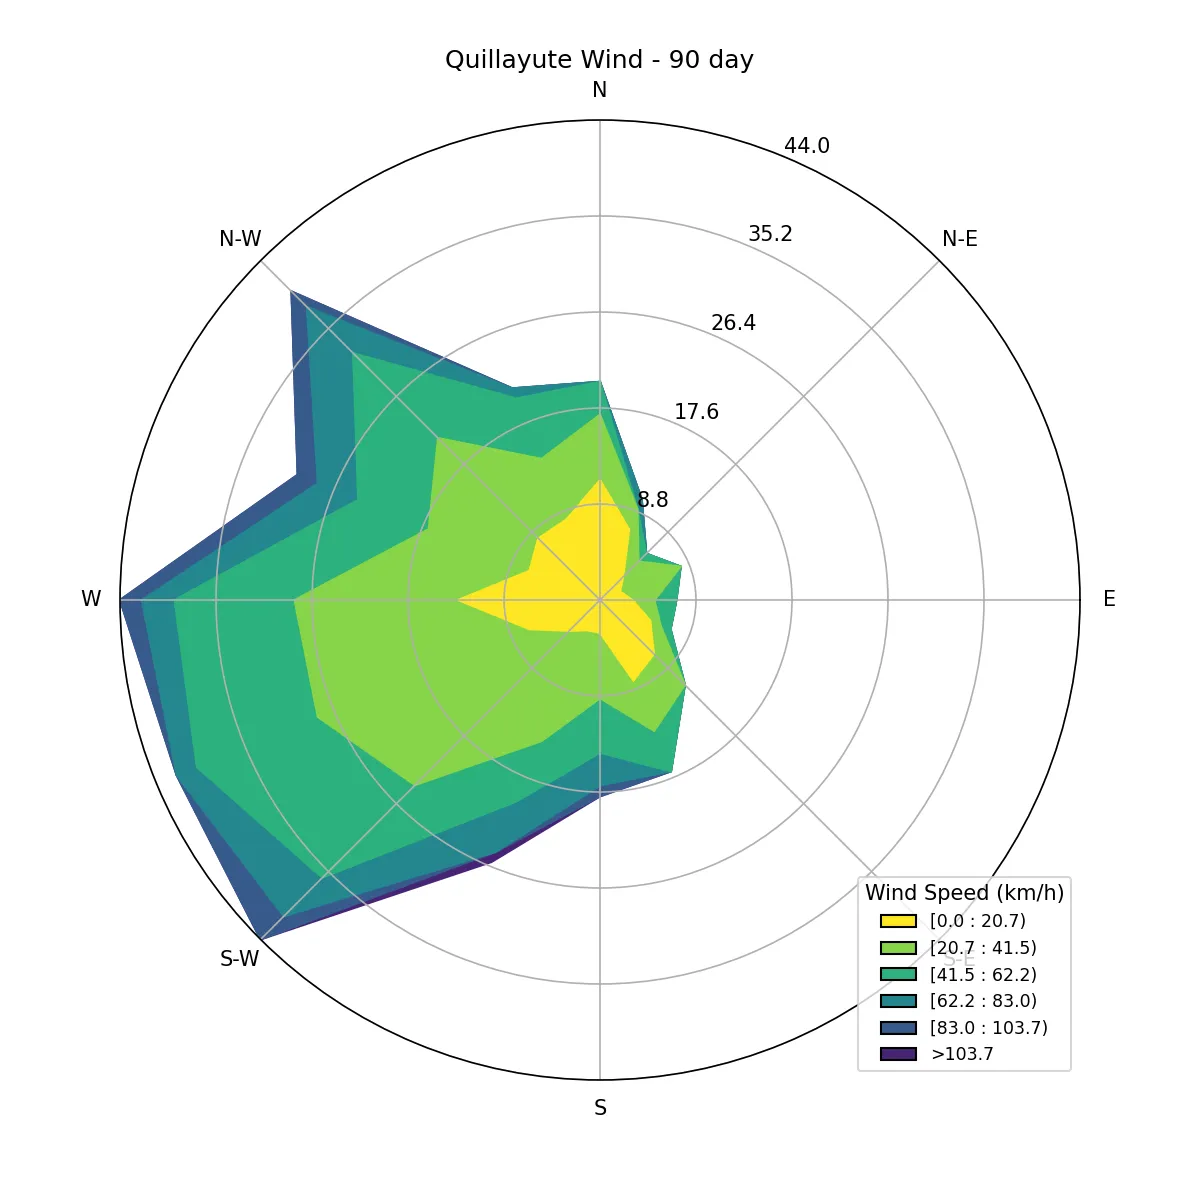 Quillayute Wind - 90 day
N
44.0
35.2
N-W
N-E
26.4
17.6
8.8
W
E
Wind Speed (km/h)
[0.0 : 20.7)
[20.7 : 41.5)
S-W
S-E
[41.5 : 62.2)
[62.2 : 83.0)
[83.0 : 103.7)
>103.7
S